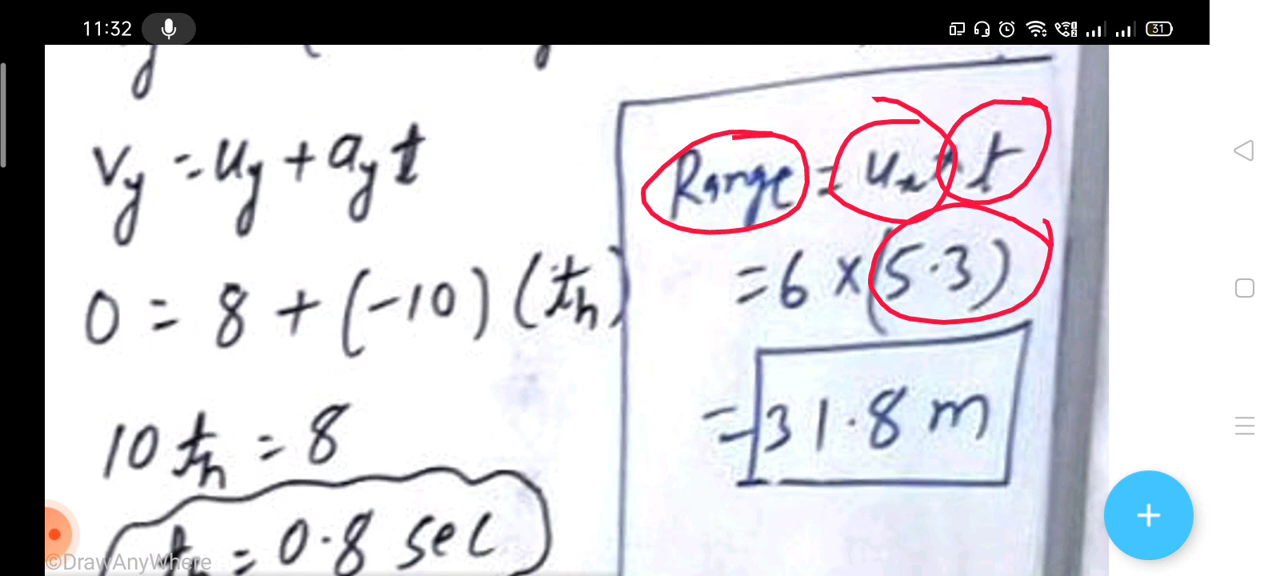 11:32
31
Vy = uy + ay t
0 = 8 + (-10) (th)
10 th = 8
= 0.8 sec
Range = ux t
= 6 × (5.3)
= 31.8 m
©DrawAnyWhere
+